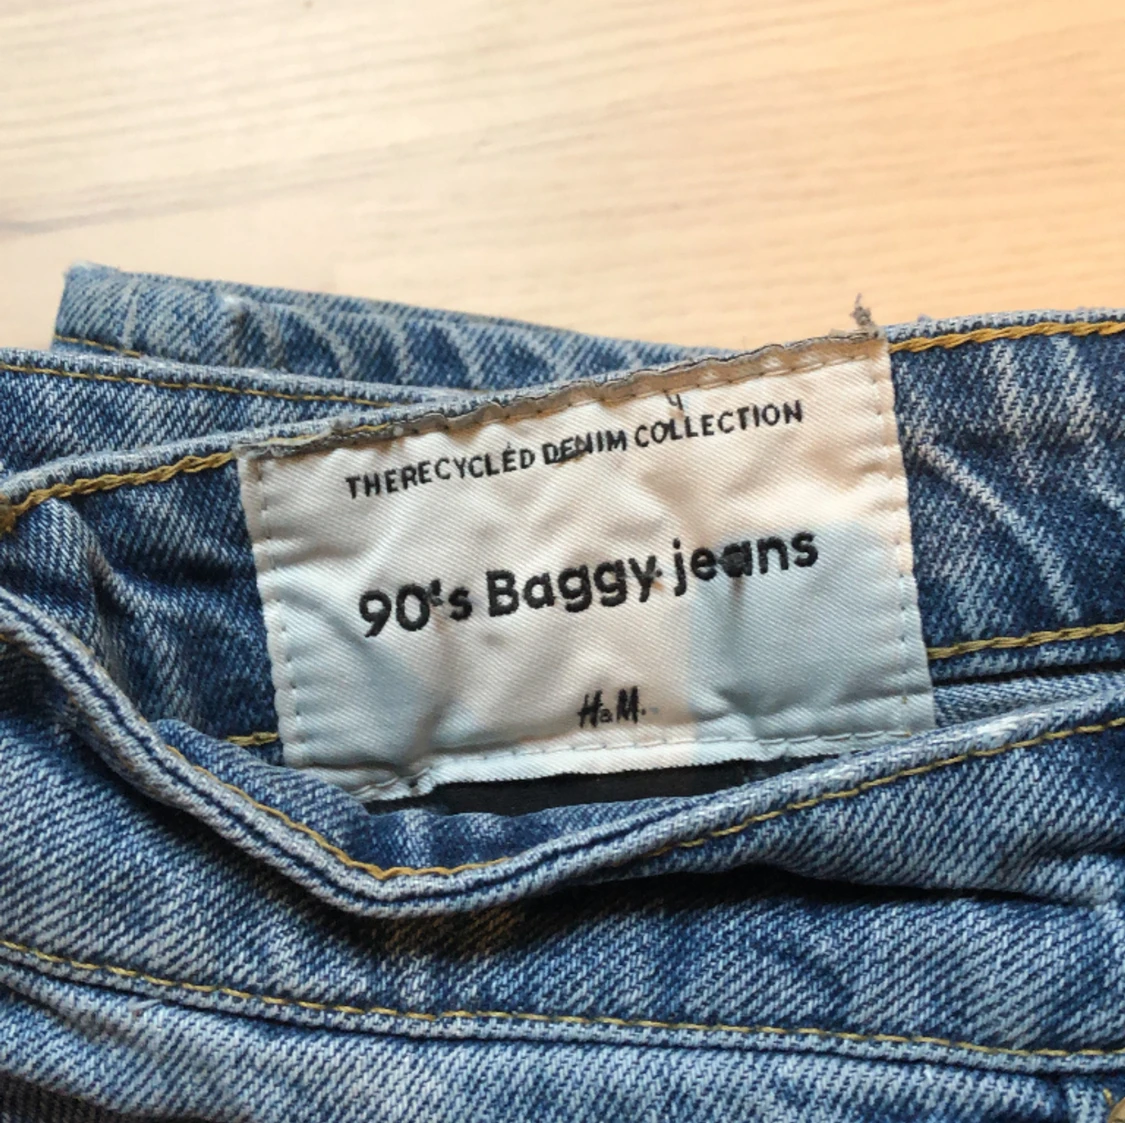 THERECYCLED DENIM COLLECTION
90's Baggy jeans
H&M.